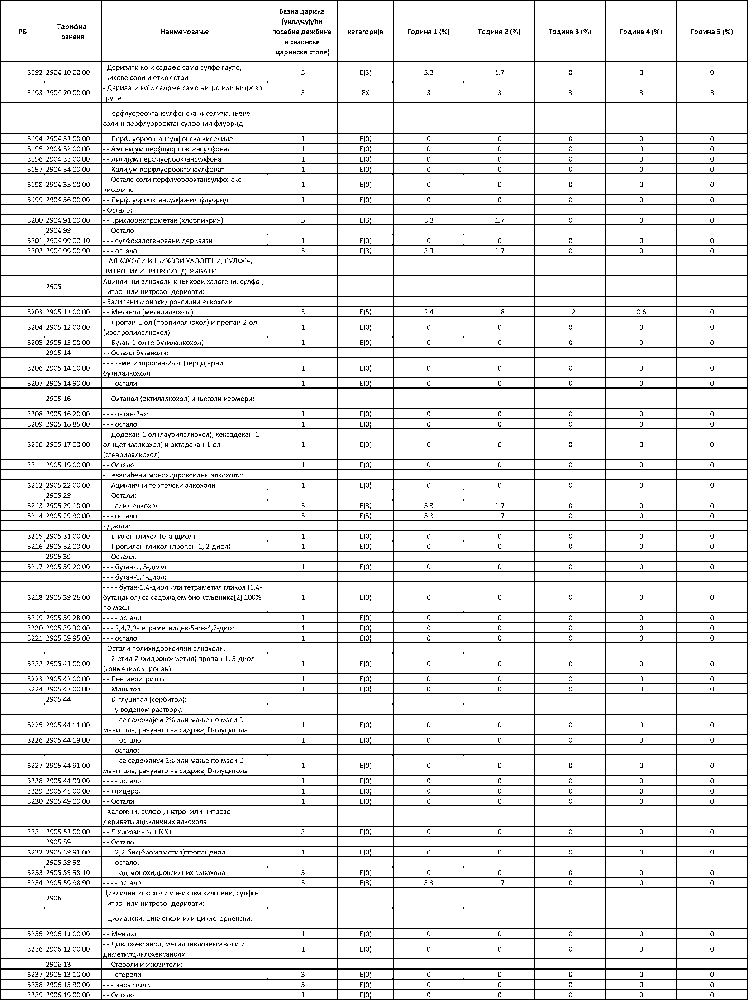 РБ Тарифна ознака Наименовање Базна царина (укључујући посебне дажбине и сезонске царинске стопе) категорија Година 1 (%) Година 2 (%) Година 3 (%) Година 4 (%) Година 5 (%)
3192 2904 10 00 00 - Деривати који садрже само сулфо групе, њихове соли и етил естри 5 E(3) 3.3 1.7 0 0 0
3193 2904 20 00 00 - Деривати који садрже само нитро или нитрозо групе 3 EX 3 3 3 3 3
- Перфлуорооктансулфонска киселина, њене соли и перфлуорооктансулфонил флуорид:
3194 2904 31 00 00 - - Перфлуорооктансулфонска киселина 1 E(0) 0 0 0 0 0
3195 2904 32 00 00 - - Амонијум перфлуорооктансулфонат 1 E(0) 0 0 0 0 0
3196 2904 33 00 00 - - Литијум перфлуорооктансулфонат 1 E(0) 0 0 0 0 0
3197 2904 34 00 00 - - Калијум перфлуорооктансулфонат 1 E(0) 0 0 0 0 0
3198 2904 35 00 00 - - Остале соли перфлуорооктансулфонске киселине 1 E(0) 0 0 0 0 0
3199 2904 36 00 00 - - Перфлуорооктансулфонил флуорид 1 E(0) 0 0 0 0 0
- Остало:
3200 2904 91 00 00 - - Трихлорнитрометан (хлорпикрин) 5 E(3) 3.3 1.7 0 0 0
2904 99 - - Остало:
3201 2904 99 00 10 - - - сулфохалогеновани деривати 1 E(0) 0 0 0 0 0
3202 2904 99 00 90 - - - остало 5 E(3) 3.3 1.7 0 0 0
II АЛКОХОЛИ И ЊИХОВИ ХАЛОГЕНИ, СУЛФО-, НИТРО- ИЛИ НИТРОЗО- ДЕРИВАТИ
2905 Ациклични алкохоли и њихови халогени, сулфо-, нитро- или нитрозо- деривати:
- Засићени монохидроксилни алкохоли:
3203 2905 11 00 00 - - Метанол (метилалкохол) 3 E(5) 2.4 1.8 1.2 0.6 0
3204 2905 12 00 00 - - Пропан-1-ол (пропилалкохол) и пропан-2-ол (изопропилалкохол) 1 E(0) 0 0 0 0 0
3205 2905 13 00 00 - - Бутан-1-ол (n-бутилалкохол) 1 E(0) 0 0 0 0 0
2905 14 - - Остали бутаноли:
3206 2905 14 10 00 - - - 2-метилпропан-2-ол (терцијерни бутилалкохол) 1 E(0) 0 0 0 0 0
3207 2905 14 90 00 - - - остали 1 E(0) 0 0 0 0 0
2905 16 - - Октанол (октилалкохол) и његови изомери:
3208 2905 16 20 00 - - - октан-2-ол 1 E(0) 0 0 0 0 0
3209 2905 16 85 00 - - - остало 1 E(0) 0 0 0 0 0
3210 2905 17 00 00 - - Додекан-1-ол (лаурилалкохол), хексадекан-1-ол (цетилалкохол) и октадекан-1-ол (стеарилалкохол) 1 E(0) 0 0 0 0 0
3211 2905 19 00 00 - - Остало 1 E(0) 0 0 0 0 0
- Незасићени монохидроксилни алкохоли:
3212 2905 22 00 00 - - Ациклични терпенски алкохоли 1 E(0) 0 0 0 0 0
2905 29 - - Остали:
3213 2905 29 10 00 - - - алил алкохол 5 E(3) 3.3 1.7 0 0 0
3214 2905 29 90 00 - - - остало 5 E(3) 3.3 1.7 0 0 0
- Диоли:
3215 2905 31 00 00 - - Етилен гликол (етандиол) 1 E(0) 0 0 0 0 0
3216 2905 32 00 00 - - Пропилен гликол (пропан-1, 2-диол) 1 E(0) 0 0 0 0 0
2905 39 - - Остали:
3217 2905 39 20 00 - - - бутан-1, 3-диол 1 E(0) 0 0 0 0 0
- - - бутан-1,4-диол:
3218 2905 39 26 00 - - - - бутан-1,4-диол или тетраметил гликол (1,4-бутандиол) са садржајем био-угљеника[2] 100% по маси 1 E(0) 0 0 0 0 0
3219 2905 39 28 00 - - - - остали 1 E(0) 0 0 0 0 0
3220 2905 39 30 00 - - - 2,4,7,9-тетраметилдек-5-ин-4,7-диол 1 E(0) 0 0 0 0 0
3221 2905 39 95 00 - - - остало 1 E(0) 0 0 0 0 0
- Остали полихидроксилни алкохоли:
3222 2905 41 00 00 - - 2-етил-2-(хидроксиметил) пропан-1, 3-диол (триметилолпропан) 1 E(0) 0 0 0 0 0
3223 2905 42 00 00 - - Пентаеритритол 1 E(0) 0 0 0 0 0
3224 2905 43 00 00 - - Манитол 1 E(0) 0 0 0 0 0
2905 44 - - D-глуцитол (сорбитол):
- - - у воденом раствору:
3225 2905 44 11 00 - - - - са садржајем 2% или мање по маси D-манитола, рачунато на садржај D-глуцитола 1 E(0) 0 0 0 0 0
3226 2905 44 19 00 - - - - остало 1 E(0) 0 0 0 0 0
- - - остало:
3227 2905 44 91 00 - - - - са садржајем 2% или мање по маси D-манитола, рачунато на садржај D-глуцитола 1 E(0) 0 0 0 0 0
3228 2905 44 99 00 - - - - остало 1 E(0) 0 0 0 0 0
3229 2905 45 00 00 - - Глицерол 1 E(0) 0 0 0 0 0
3230 2905 49 00 00 - - Остали 1 E(0) 0 0 0 0 0
- Халогени, сулфо-, нитро- или нитрозо-деривати ацикличних алкохола:
3231 2905 51 00 00 - - Етхлорвинол (INN) 3 E(0) 0 0 0 0 0
2905 59 - - Остало:
3232 2905 59 91 00 - - - 2,2-бис(бромометил)пропандиол 1 E(0) 0 0 0 0 0
2905 59 98 - - - остало:
3233 2905 59 98 10 - - - - од монохидроксилних алкохола 3 E(0) 0 0 0 0 0
3234 2905 59 98 90 - - - - остало 5 E(3) 3.3 1.7 0 0 0
2906 Циклични алкохоли и њихови халогени, сулфо-, нитро- или нитрозо- деривати:
- Циклански, цикленски или циклотерпенски:
3235 2906 11 00 00 - - Ментол 1 E(0) 0 0 0 0 0
3236 2906 12 00 00 - - Циклохексанол, метилциклохексаноли и диметилциклохексаноли 1 E(0) 0 0 0 0 0
2906 13 - - Стероли и инозитоли:
3237 2906 13 10 00 - - - стероли 3 E(0) 0 0 0 0 0
3238 2906 13 90 00 - - - инозитоли 3 E(0) 0 0 0 0 0
3239 2906 19 00 00 - - Остало 1 E(0) 0 0 0 0 0